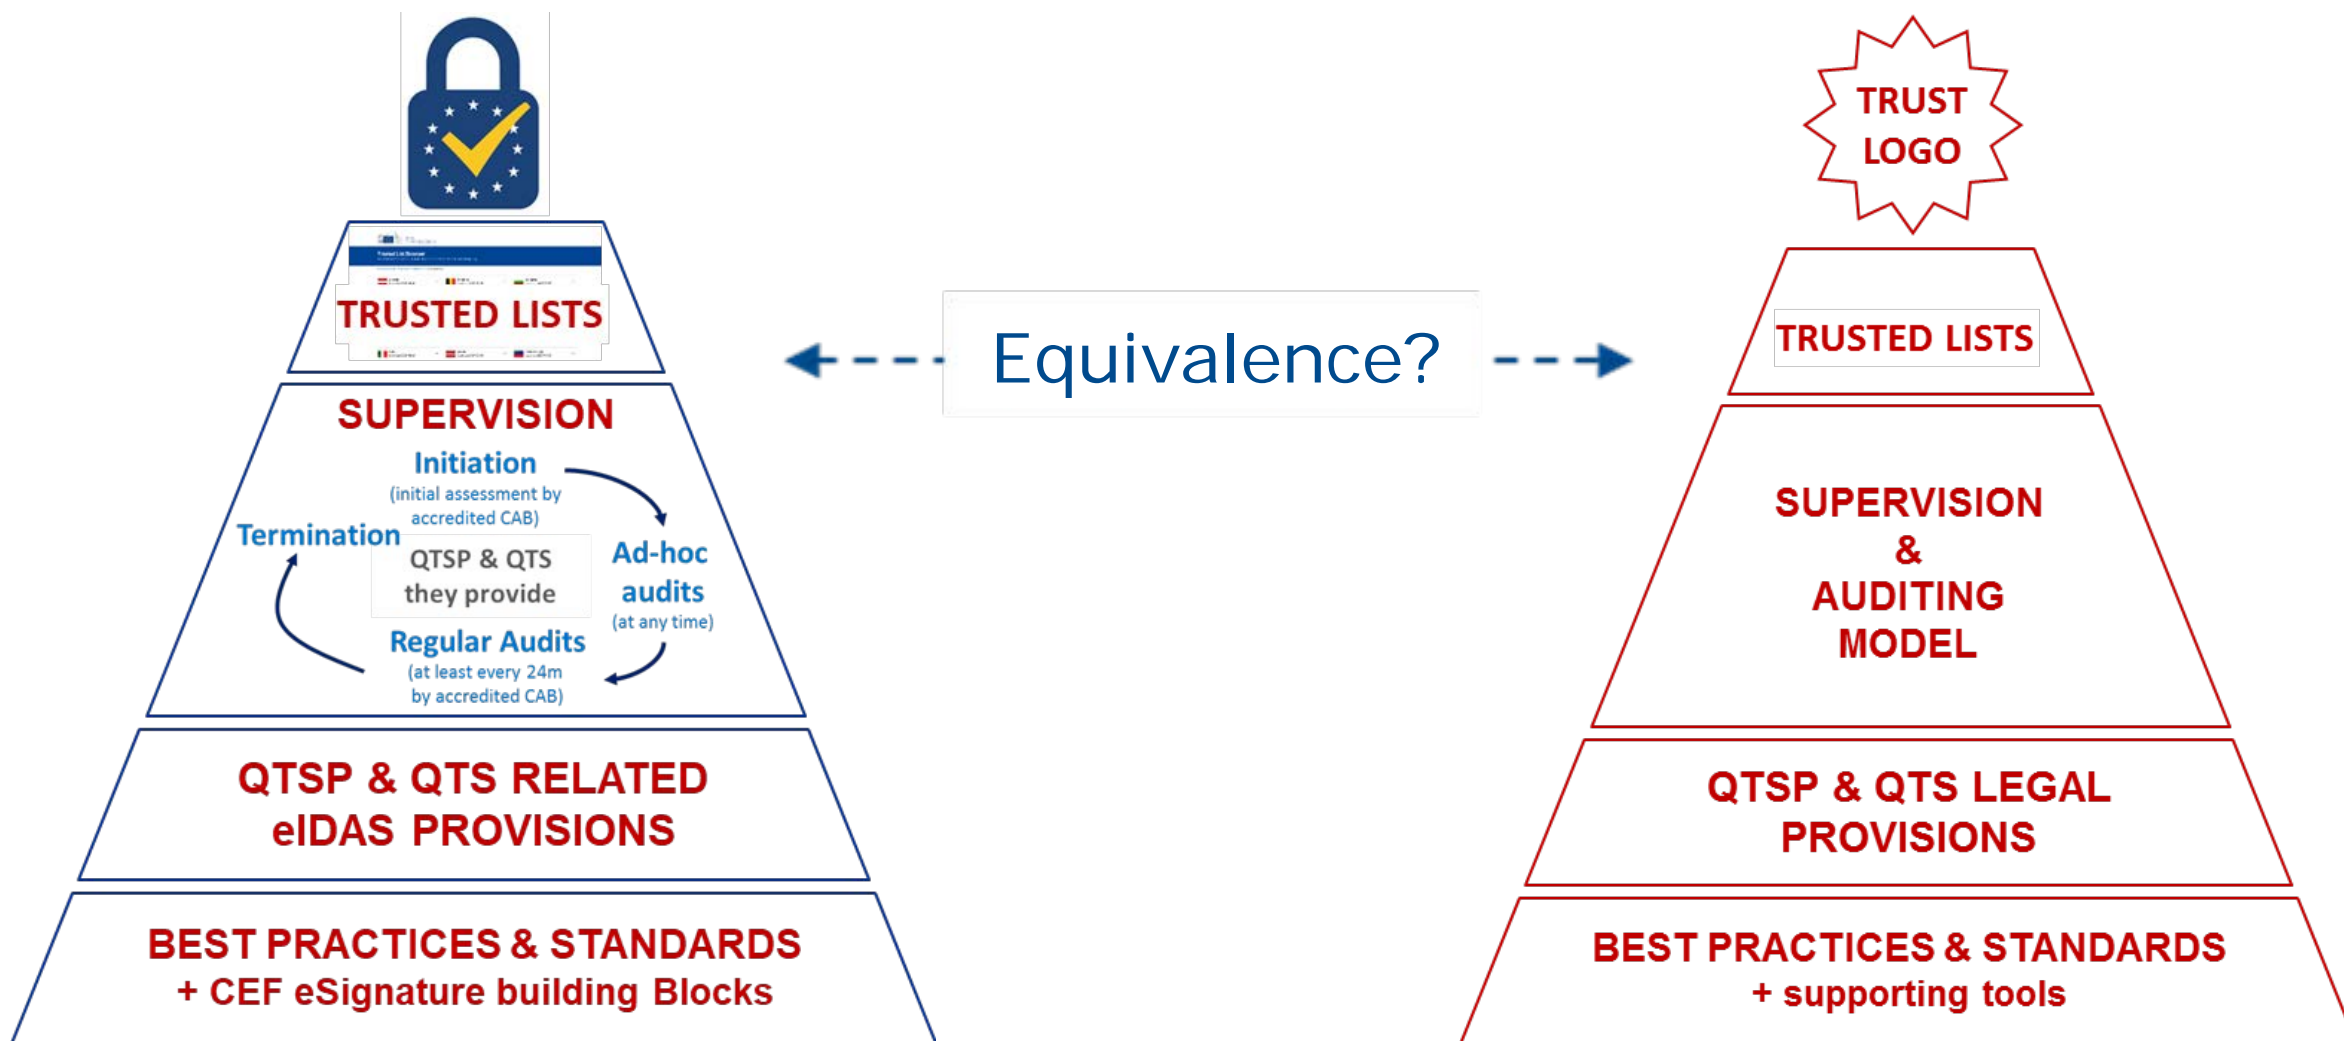 TRUSTED LISTS
SUPERVISION
Initiation
(initial assessment by
accredited CAB)
Termination
QTSP & QTS
they provide
Ad-hoc
audits
(at any time)
Regular Audits
(at least every 24m
by accredited CAB)
QTSP & QTS RELATED
eIDAS PROVISIONS
BEST PRACTICES & STANDARDS
+ CEF eSignature building Blocks
Equivalence?
TRUST
LOGO
TRUSTED LISTS
SUPERVISION
&
AUDITING
MODEL
QTSP & QTS LEGAL
PROVISIONS
BEST PRACTICES & STANDARDS
+ supporting tools